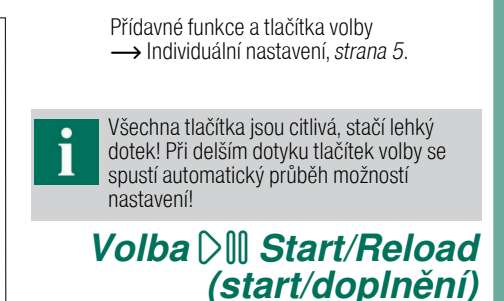 Přídavné funkce a tlačítka volby
⟶ Individuální nastavení, strana 5.
i
Všechna tlačítka jsou citlivá, stačí lehký
dotek! Při delším dotyku tlačítek volby se
spustí automatický průběh možností
nastavení!
Volba Start/Reload
(start/doplnění)